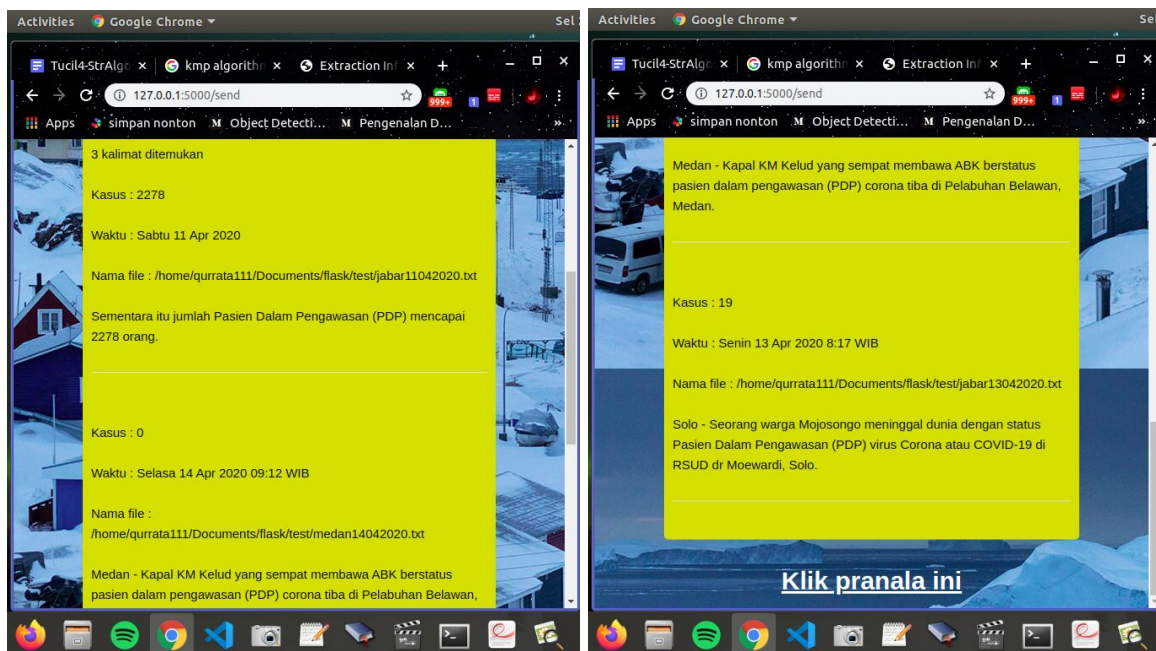 Activities Google Chrome Sel
Tucil4-StrAlgo kmp algorithm Extraction Inf
127.0.0.1:5000/send
999+ 1
Apps simpan nonton Object Detecti... Pengenalan D...
3 kalimat ditemukan
Kasus : 2278
Waktu : Sabtu 11 Apr 2020
Nama file : /home/qurrata111/Documents/flask/test/jabar11042020.txt
Sementara itu jumlah Pasien Dalam Pengawasan (PDP) mencapai
2278 orang.
Kasus : 0
Waktu : Selasa 14 Apr 2020 09:12 WIB
Nama file :
/home/qurrata111/Documents/flask/test/medan14042020.txt
Medan - Kapal KM Kelud yang sempat membawa ABK berstatus
pasien dalam pengawasan (PDP) corona tiba di Pelabuhan Belawan,
Activities Google Chrome Sel
Tucil4-StrAlgo kmp algorithm Extraction Inf
127.0.0.1:5000/send
999+ 1
Apps simpan nonton Object Detecti... Pengenalan D...
Medan - Kapal KM Kelud yang sempat membawa ABK berstatus
pasien dalam pengawasan (PDP) corona tiba di Pelabuhan Belawan,
Medan.
Kasus : 19
Waktu : Senin 13 Apr 2020 8:17 WIB
Nama file : /home/qurrata111/Documents/flask/test/jabar13042020.txt
Solo - Seorang warga Mojosongo meninggal dunia dengan status
Pasien Dalam Pengawasan (PDP) virus Corona atau COVID-19 di
RSUD dr Moewardi, Solo.
Klik pranala ini